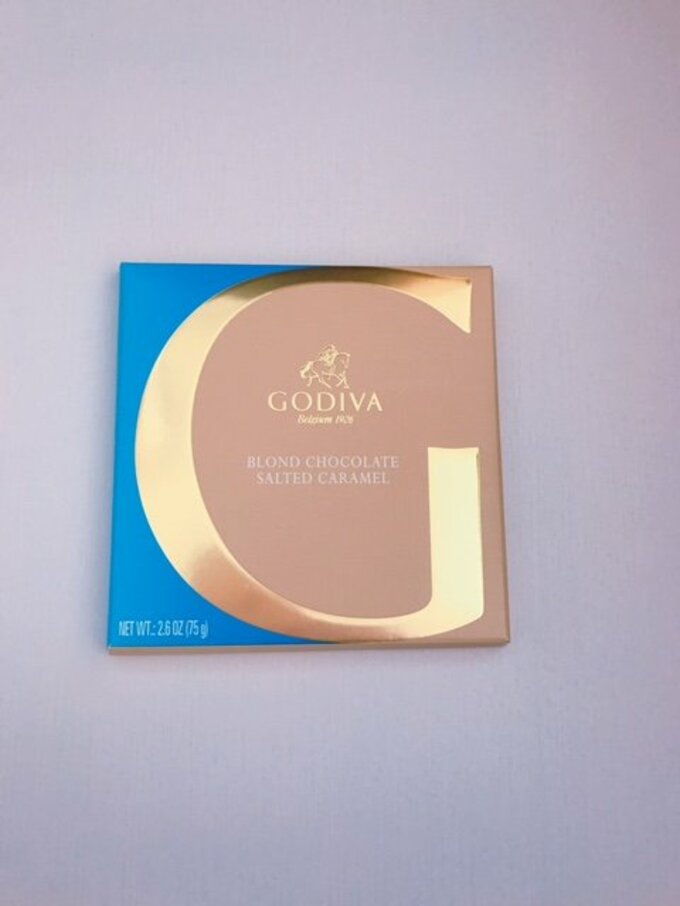 G
GODIVA
Belgium 1926
BLOND CHOCOLATE
SALTED CARAMEL
NET WT.: 2.6 OZ (75 g)